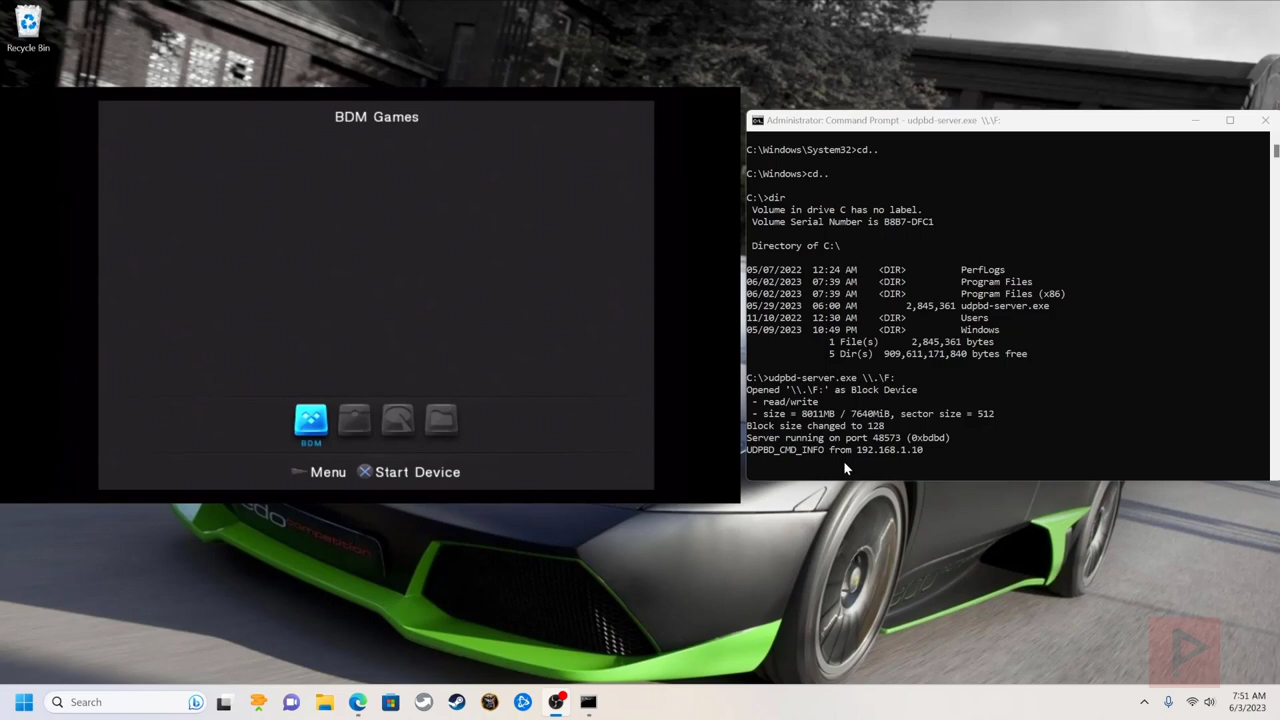 Recycle Bin
BDM Games
BDM
Menu
Start Device
Administrator: Command Prompt - udpbd-server.exe \\.\F:
C:\Windows\System32>cd..
C:\Windows>cd..
C:\>dir
Volume in drive C has no label.
Volume Serial Number is B8B7-DFC1
Directory of C:\
05/07/2022 12:24 AM <DIR> PerfLogs
06/02/2023 07:39 AM <DIR> Program Files
06/02/2023 07:39 AM <DIR> Program Files (x86)
05/29/2023 06:00 AM 2,845,361 udpbd-server.exe
11/10/2022 12:30 AM <DIR> Users
05/09/2023 10:49 PM <DIR> Windows
1 File(s) 2,845,361 bytes
5 Dir(s) 909,611,171,840 bytes free
C:\>udpbd-server.exe \\.\F:
Opened '\\.\F:' as Block Device
- read/write
- size = 8011MB / 7640MiB, sector size = 512
Block size changed to 128
Server running on port 48573 (0xbdbd)
UDPBD_CMD_INFO from 192.168.1.10
edo
competition
Search
7:51 AM
6/3/2023